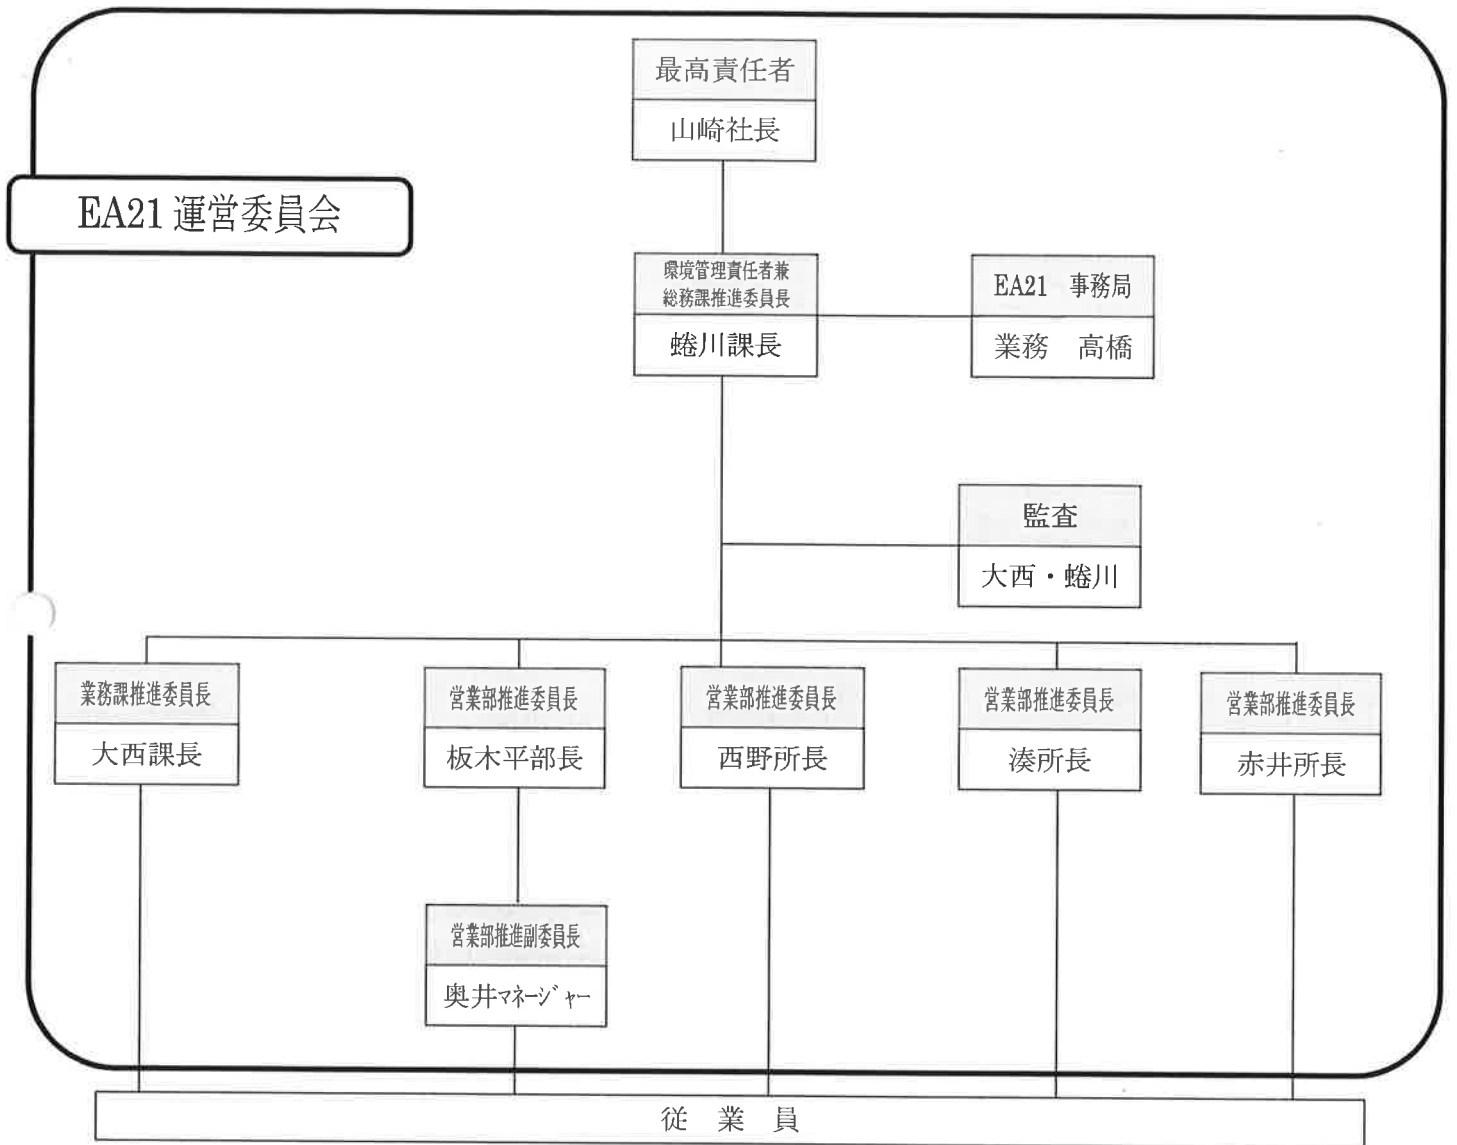 最高責任者
山崎社長
EA21 運営委員会
環境管理責任者兼
総務課推進委員長
蜷川課長
EA21 事務局
業務 高橋
監査
大西・蜷川
業務課推進委員長
大西課長
営業部推進委員長
板木平部長
営業部推進委員長
西野所長
営業部推進委員長
湊所長
営業部推進委員長
赤井所長
営業部推進副委員長
奥井マネージャー
従業員